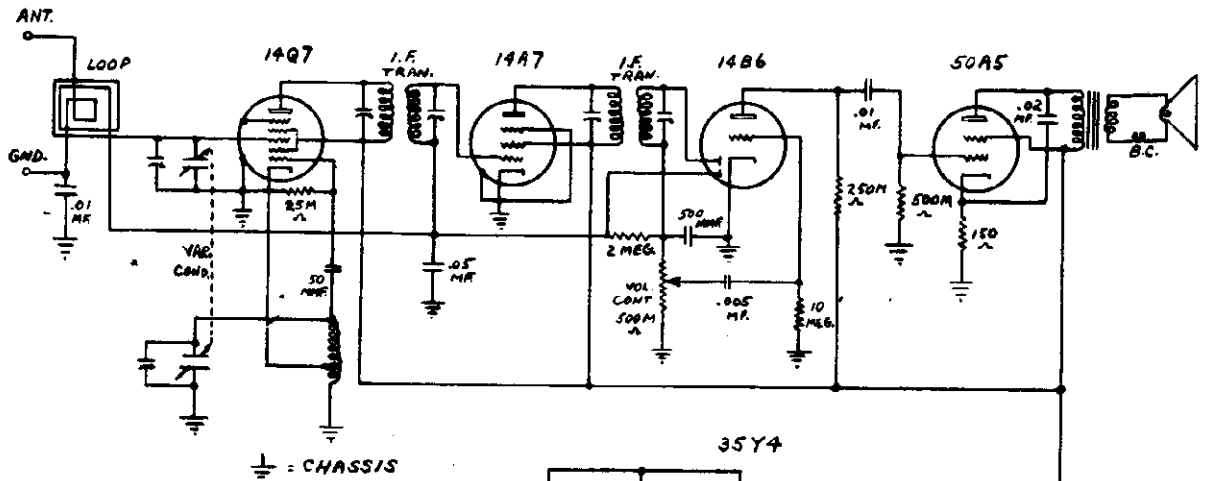 ANT.
LOOP
GND.
.01
MF.
14Q7
I.F.
TRAN.
14A7
I.F.
TRAN.
14B6
50A5
.01
MF.
.02
MF.
B.C.
25M
Ω
VAR.
COND.
50
MMF.
.05
MF.
2 MEG.
500
MMF.
VOL
CONT
500M
Ω
.005
MF.
10
MEG.
250M
Ω
500M
Ω
150
Ω
= CHASSIS
35Y4